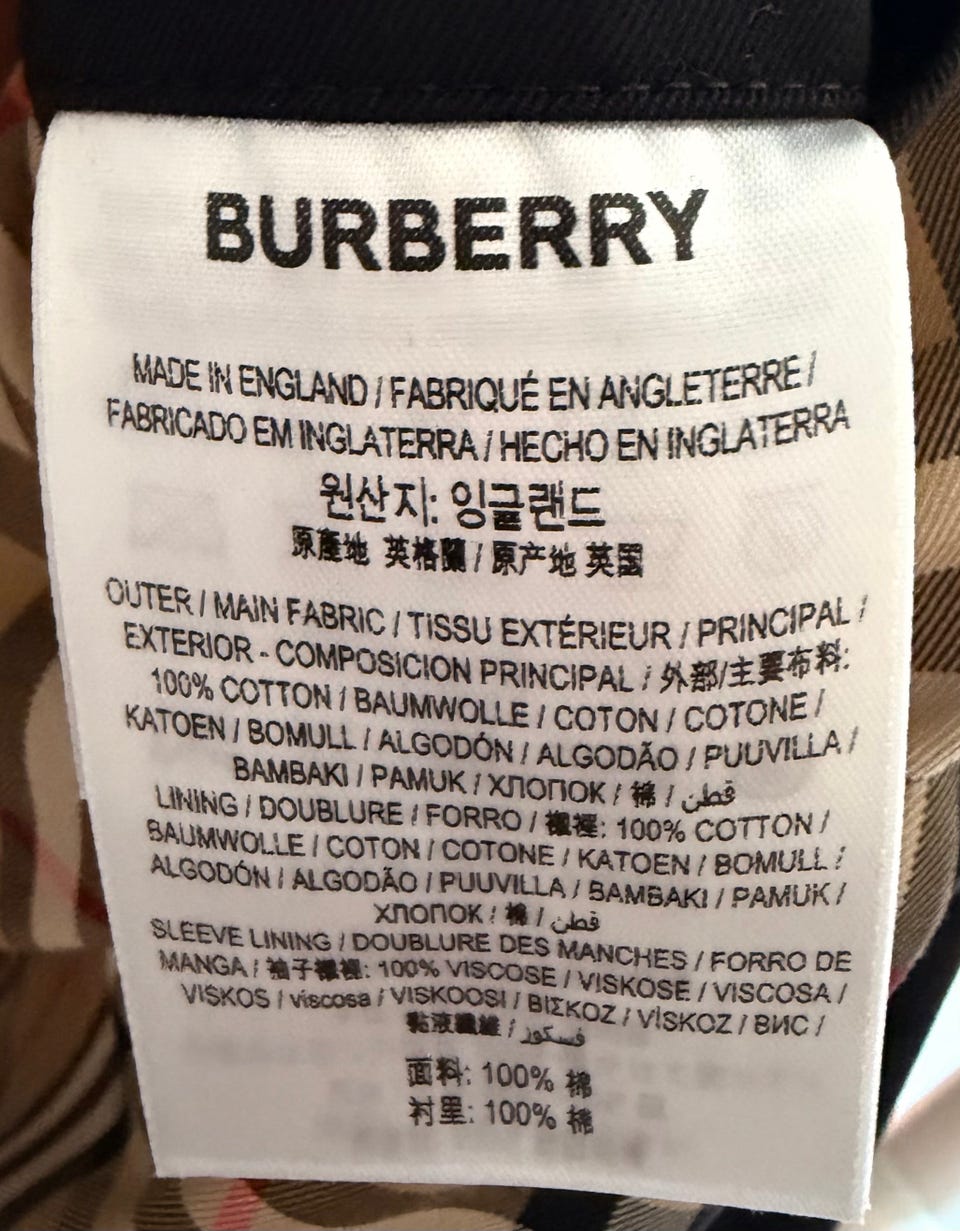 BURBERRY
MADE IN ENGLAND / FABRIQUÉ EN ANGLETERRE /
FABRICADO EM INGLATERRA / HECHO EN INGLATERRA
원산지: 잉글랜드
原產地 英格蘭 / 原产地 英国
OUTER / MAIN FABRIC / TISSU EXTÉRIEUR / PRINCIPAL /
EXTERIOR - COMPOSICION PRINCIPAL / 外部/主要布料:
100% COTTON / BAUMWOLLE / COTON / COTONE /
KATOEN / BOMULL / ALGODÓN / ALGODÃO / PUUVILLA /
BAMBAKI / PAMUK / ХЛОПОК / 棉 / قطن
LINING / DOUBLURE / FORRO / 襯裡: 100% COTTON /
BAUMWOLLE / COTON / COTONE / KATOEN / BOMULL /
ALGODÓN / ALGODÃO / PUUVILLA / BAMBAKI / PAMUK /
ХЛОПОК / 棉 / قطن
SLEEVE LINING / DOUBLURE DES MANCHES / FORRO DE
MANGA / 袖子襯裡: 100% VISCOSE / VISKOSE / VISCOSA /
VISKOS / viscosa / VISKOOSI / ΒΙΣΚΟΖ / VİSKOZ / ВИС /
黏液纖維 / فسكوز
面料: 100% 棉
衬里: 100% 棉